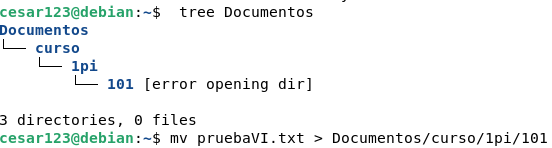 cesar123@debian:~$  tree Documentos
Documentos
└── curso
    └── 1pi
        └── 101 [error opening dir]

3 directories, 0 files
cesar123@debian:~$ mv pruebaVI.txt > Documentos/curso/1pi/101